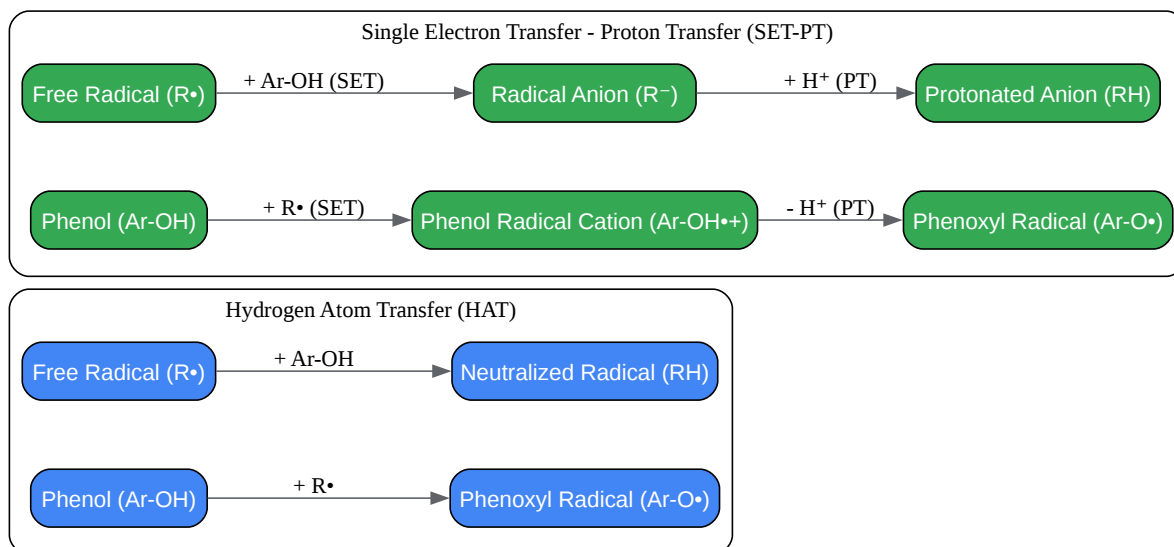 Single Electron Transfer - Proton Transfer (SET-PT)
Free Radical (R•)
+ Ar-OH (SET)
Radical Anion (R⁻)
+ H⁺ (PT)
Protonated Anion (RH)
Phenol (Ar-OH)
+ R• (SET)
Phenol Radical Cation (Ar-OH•+)
- H⁺ (PT)
Phenoxyl Radical (Ar-O•)
Hydrogen Atom Transfer (HAT)
Free Radical (R•)
+ Ar-OH
Neutralized Radical (RH)
Phenol (Ar-OH)
+ R•
Phenoxyl Radical (Ar-O•)